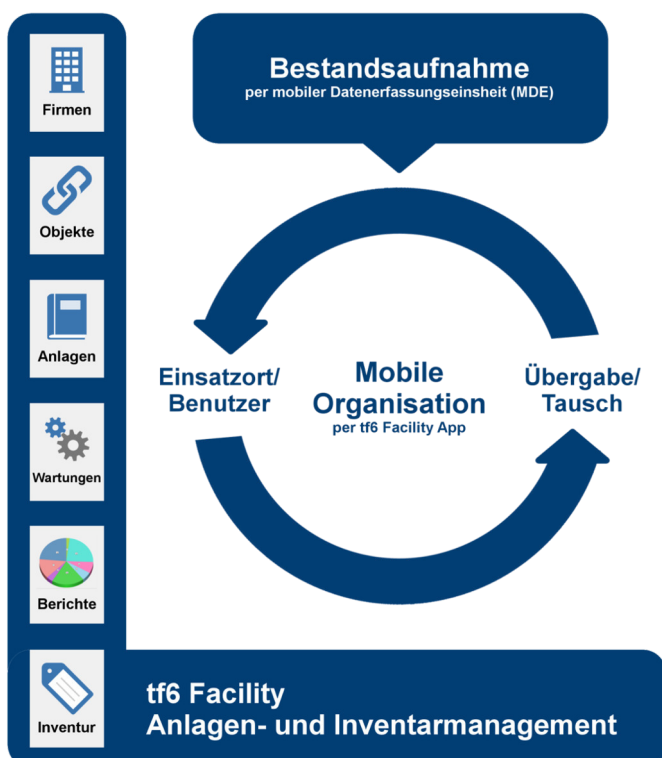 Firmen
Objekte
Anlagen
Wartungen
Berichte
Inventur
Bestandsaufnahme
per mobiler Datenerfassungseinsheit (MDE)
Einsatzort/
Benutzer
Mobile
Organisation
per tf6 Facility App
Übergabe/
Tausch
tf6 Facility
Anlagen- und Inventarmanagement